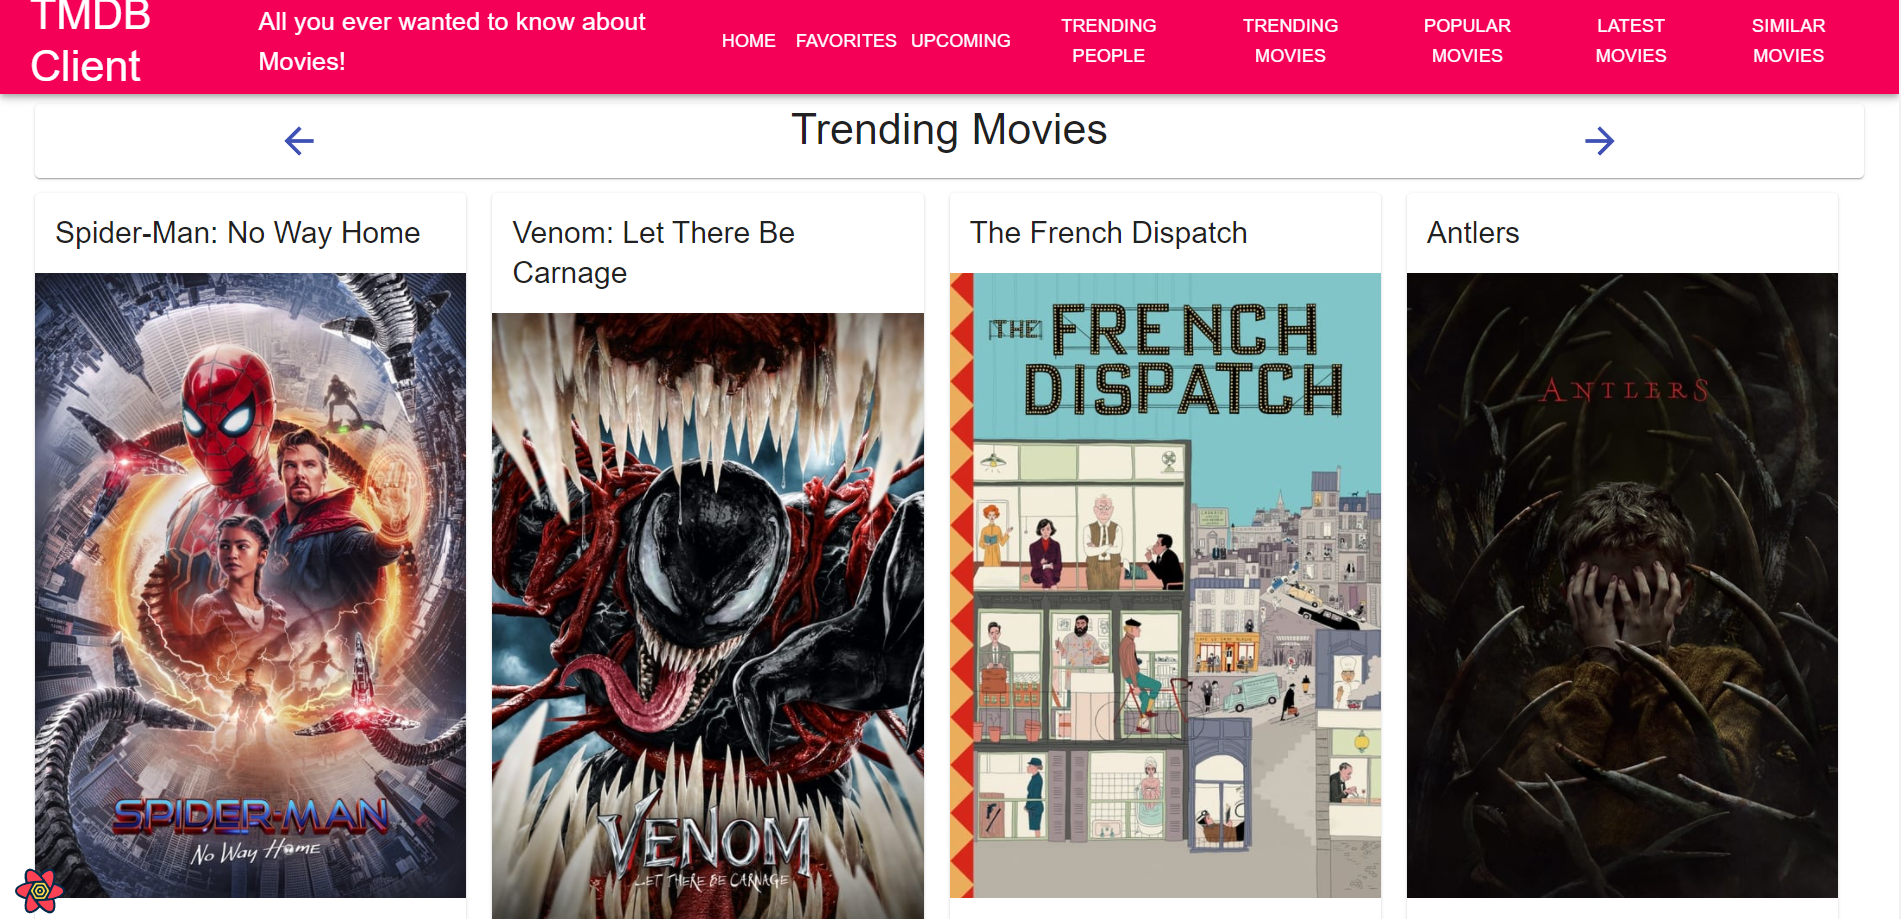 TMDB
Client
All you ever wanted to know about
Movies!
HOME
FAVORITES
UPCOMING
TRENDING
PEOPLE
TRENDING
MOVIES
POPULAR
MOVIES
LATEST
MOVIES
SIMILAR
MOVIES
Trending Movies
Spider-Man: No Way Home
SPIDER-MAN
No Way Home
Venom: Let There Be
Carnage
VENOM
LET THERE BE CARNAGE
The French Dispatch
THE FRENCH
DISPATCH
Antlers
ANTLERS